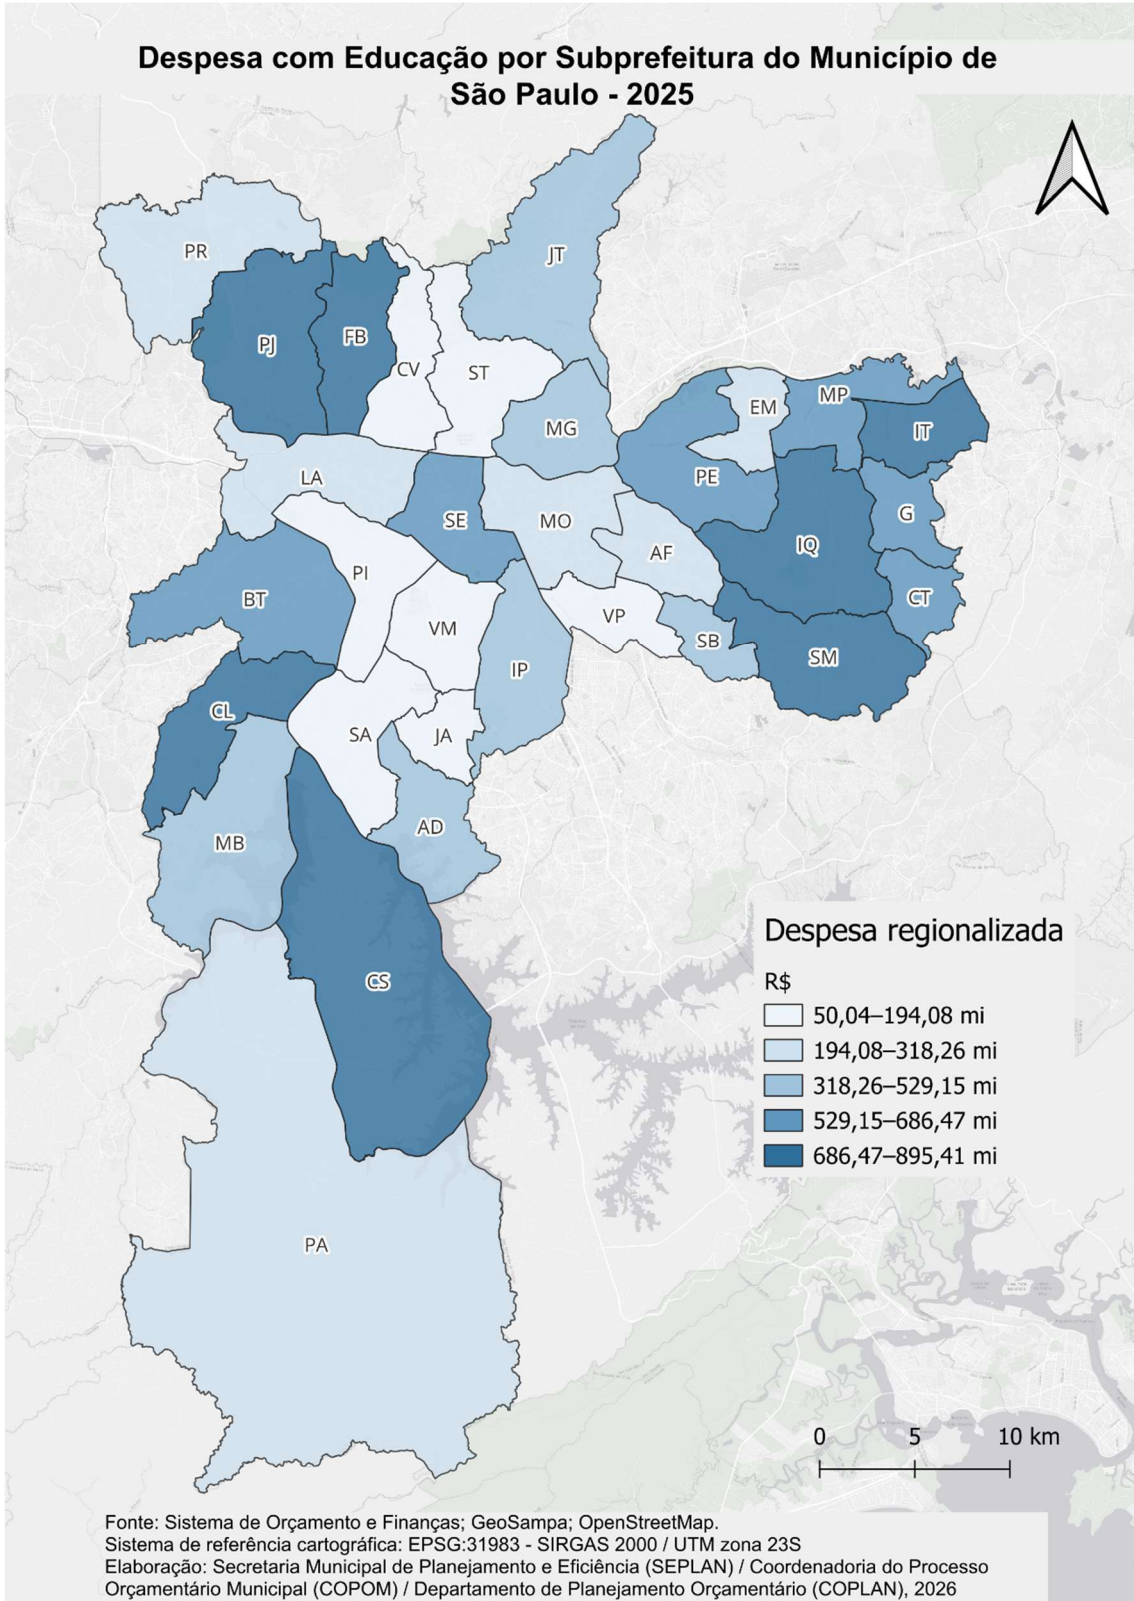 Despesa com Educação por Subprefeitura do Município de
São Paulo - 2025
JT
PR
PJ
FB
CV
ST
MG
EM
MP
IT
LA
PE
SE
MO
G
AF
IQ
PI
BT
CT
VP
VM
SB
IP
SM
CL
SA
JA
AD
MB
CS
PA
Despesa regionalizada
R$
50,04–194,08 mi
194,08–318,26 mi
318,26–529,15 mi
529,15–686,47 mi
686,47–895,41 mi
0 5 10 km
Fonte: Sistema de Orçamento e Finanças; GeoSampa; OpenStreetMap.
Sistema de referência cartográfica: EPSG:31983 - SIRGAS 2000 / UTM zona 23S
Elaboração: Secretaria Municipal de Planejamento e Eficiência (SEPLAN) / Coordenadoria do Processo
Orçamentário Municipal (COPOM) / Departamento de Planejamento Orçamentário (COPLAN), 2026